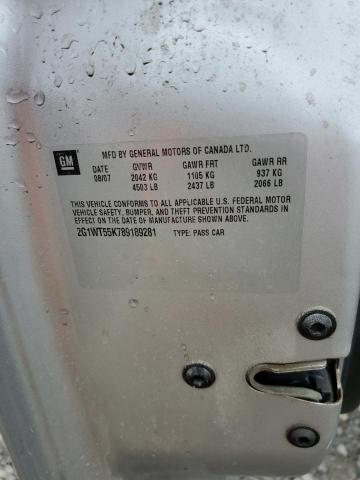 GM
MFD BY GENERAL MOTORS OF CANADA LTD.
DATE GVWR GAWR FRT GAWR RR
08/07 2042 KG 1105 KG 937 KG
4503 LB 2437 LB 2066 LB
THIS VEHICLE CONFORMS TO ALL APPLICABLE U.S. FEDERAL MOTOR
VEHICLE SAFETY, BUMPER, AND THEFT PREVENTION STANDARDS IN
EFFECT ON THE DATE OF MANUFACTURE SHOWN ABOVE.
2G1WT55K789189281 TYPE: PASS CAR